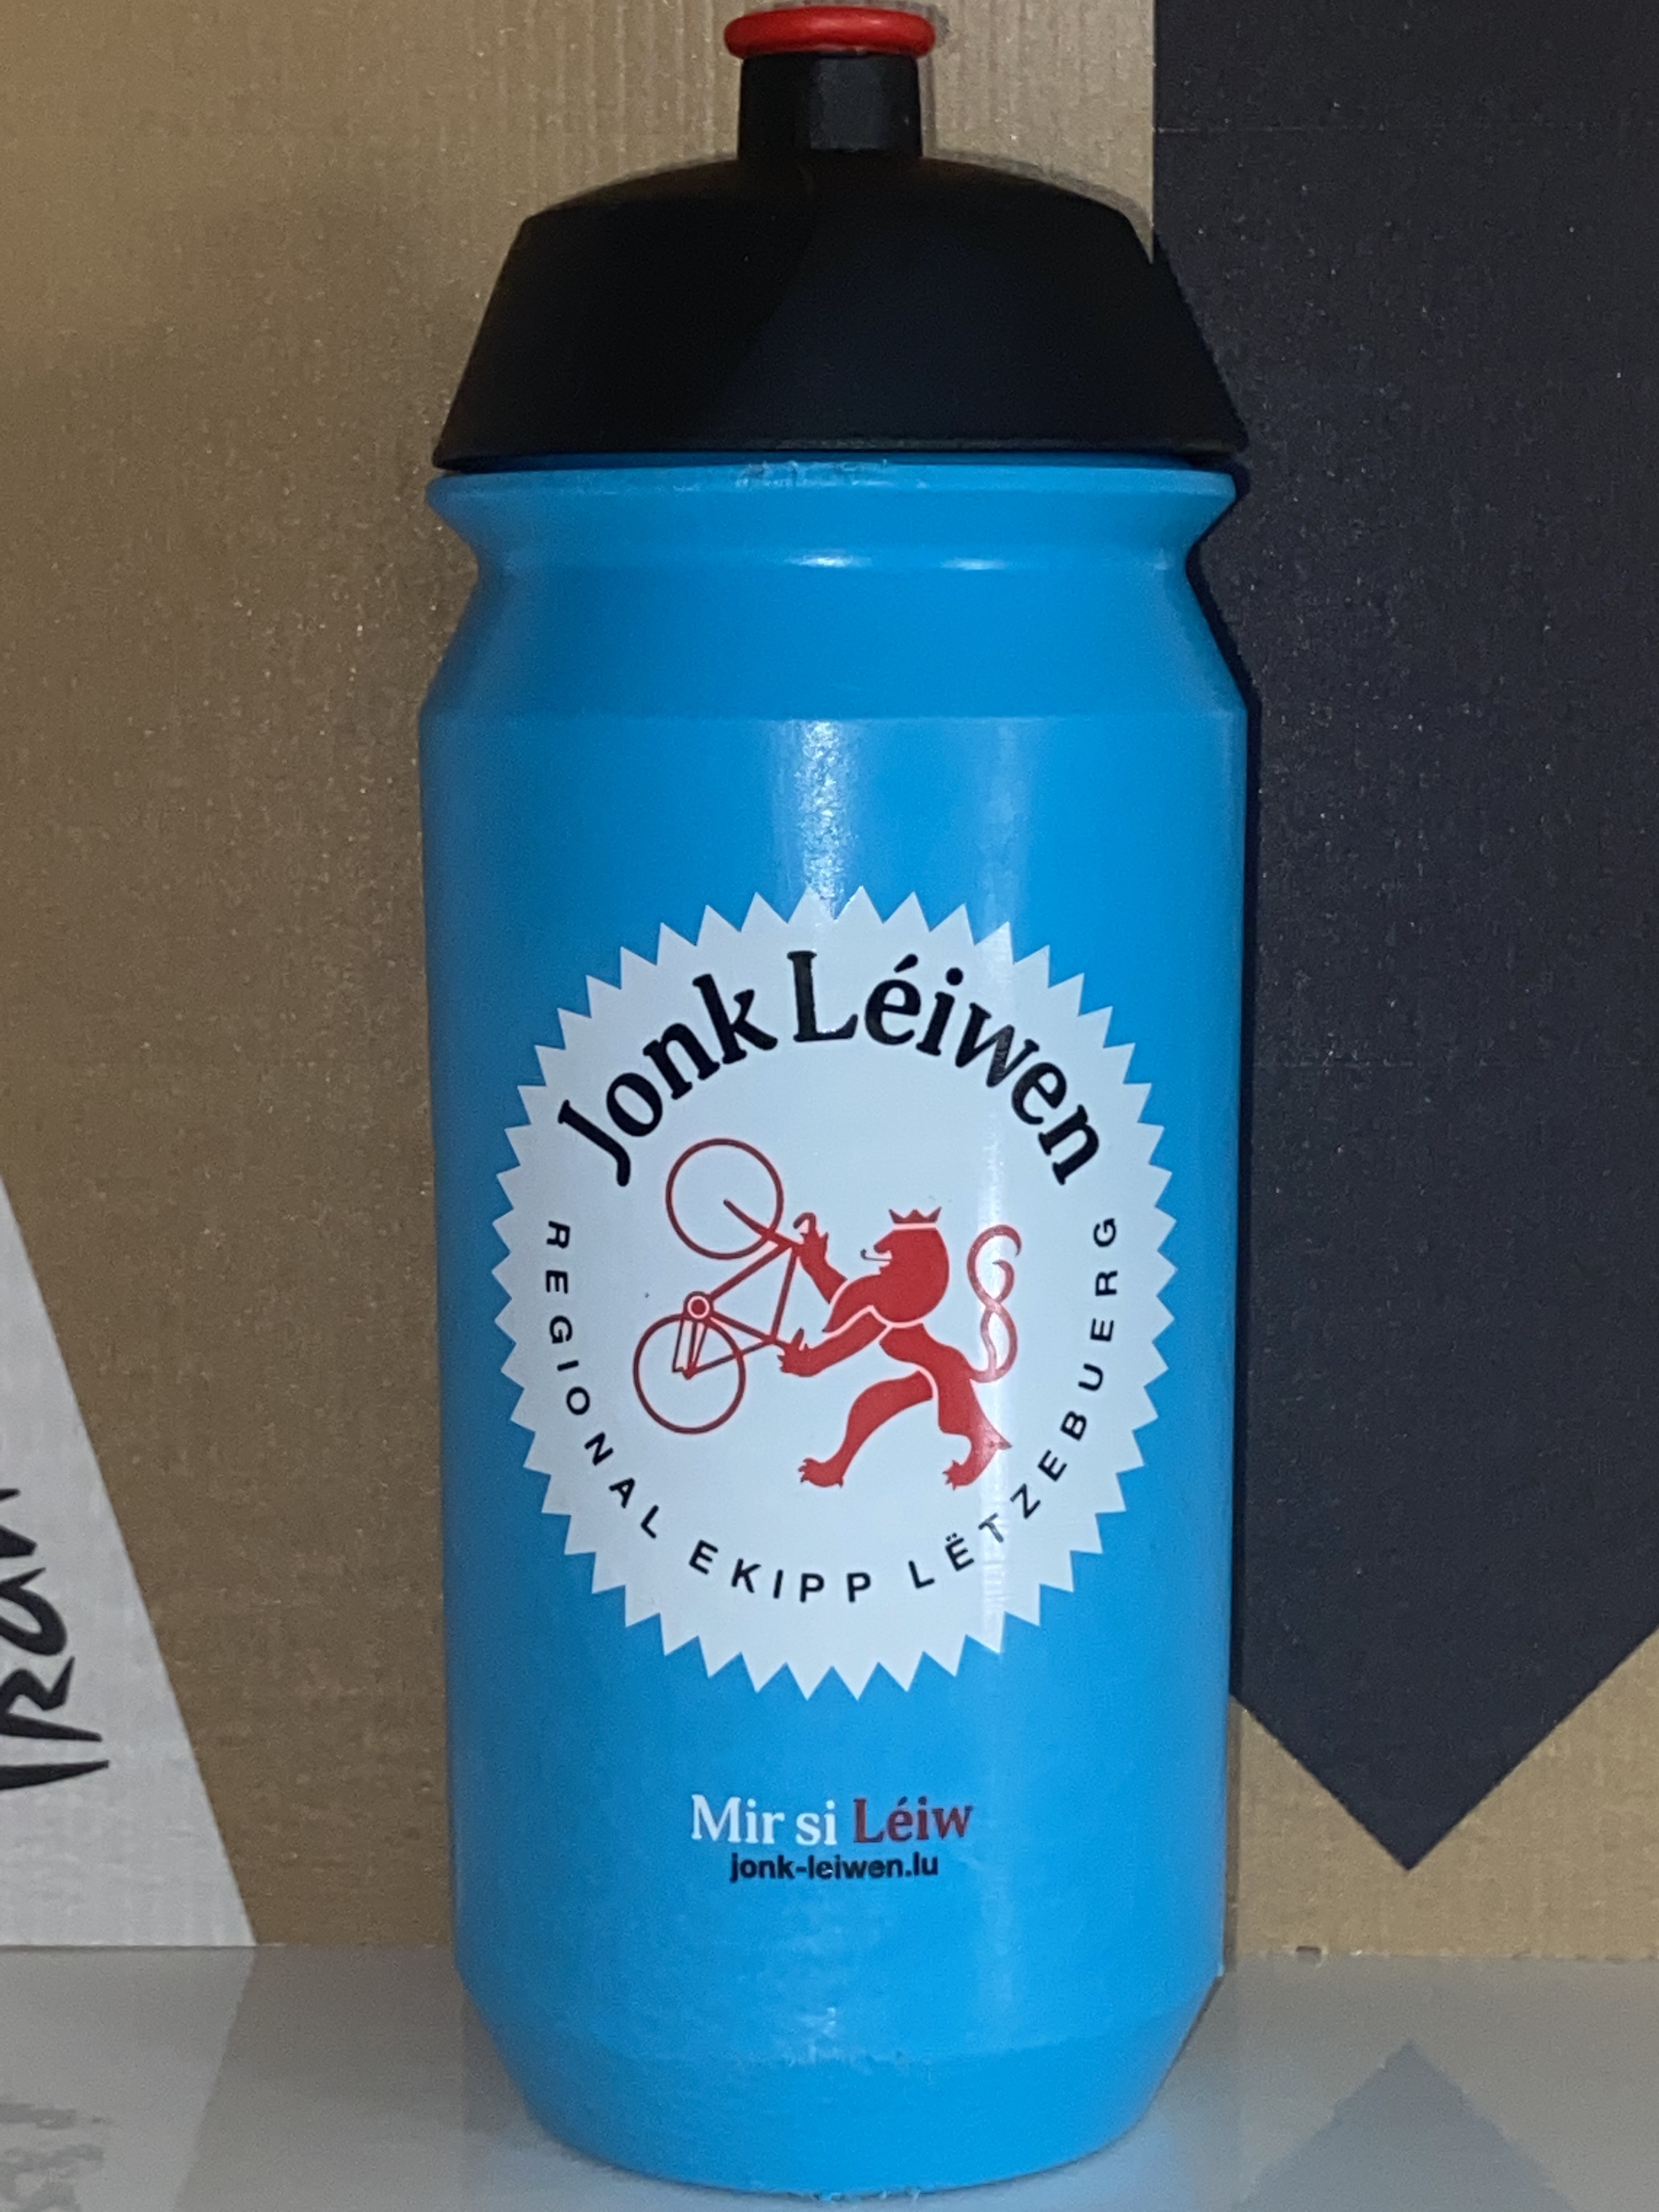 Jonk Léiwen
REGIONAL EKIPP LËTZEBUERG
Mir si Léiw
jonk-leiwen.lu